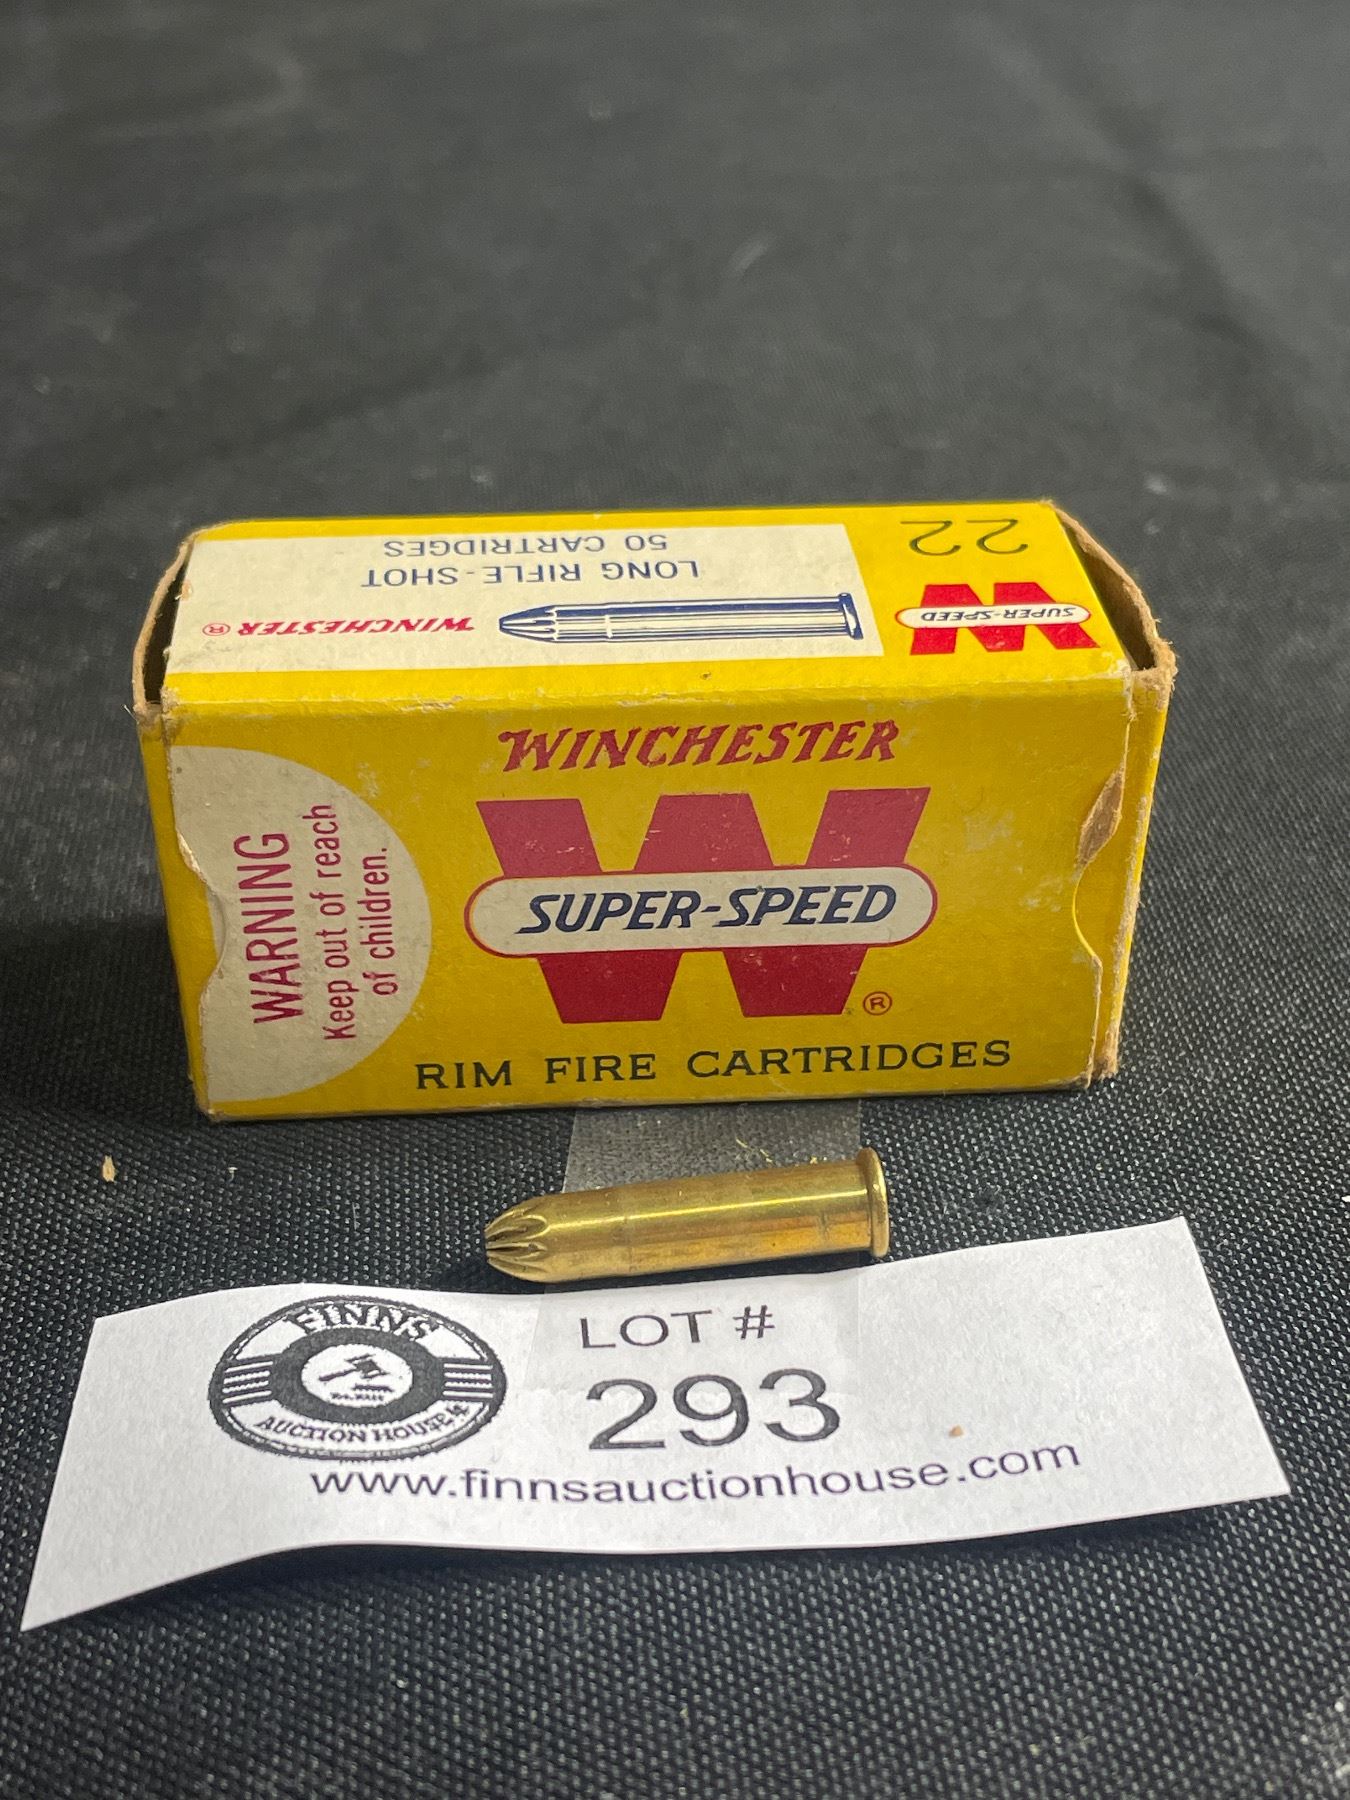 22
50 CARTRIDGES
LONG RIFLE-SHOT
WINCHESTER®
SUPER-SPEED
WINCHESTER
SUPER-SPEED
®
RIM FIRE CARTRIDGES
WARNING
Keep out of reach
of children.
FINNS
AUCTION HOUSE
LOT #
293
www.finnsauctionhouse.com